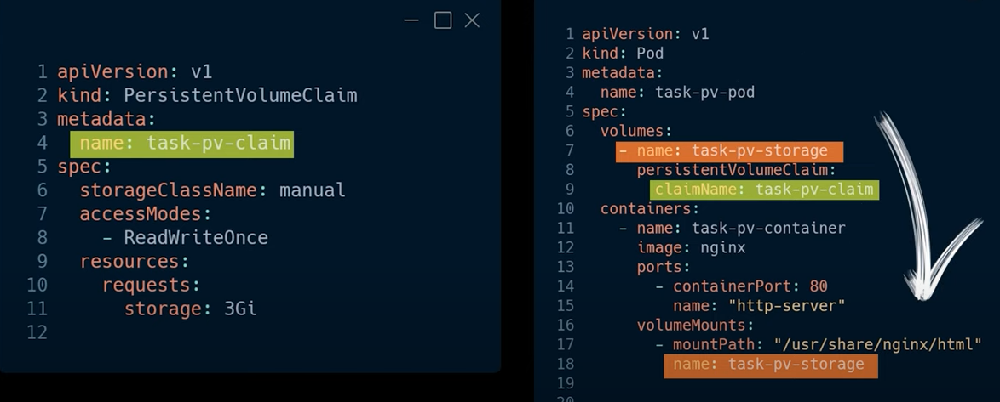 1 apiVersion: v1
2 kind: PersistentVolumeClaim
3 metadata:
4   name: task-pv-claim
5 spec:
6   storageClassName: manual
7   accessModes:
8     - ReadWriteOnce
9   resources:
10     requests:
11       storage: 3Gi
12
1 apiVersion: v1
2 kind: Pod
3 metadata:
4   name: task-pv-pod
5 spec:
6   volumes:
7     - name: task-pv-storage
8       persistentVolumeClaim:
9         claimName: task-pv-claim
10   containers:
11     - name: task-pv-container
12       image: nginx
13       ports:
14         - containerPort: 80
15           name: "http-server"
16       volumeMounts:
17         - mountPath: "/usr/share/nginx/html"
18           name: task-pv-storage
19
20